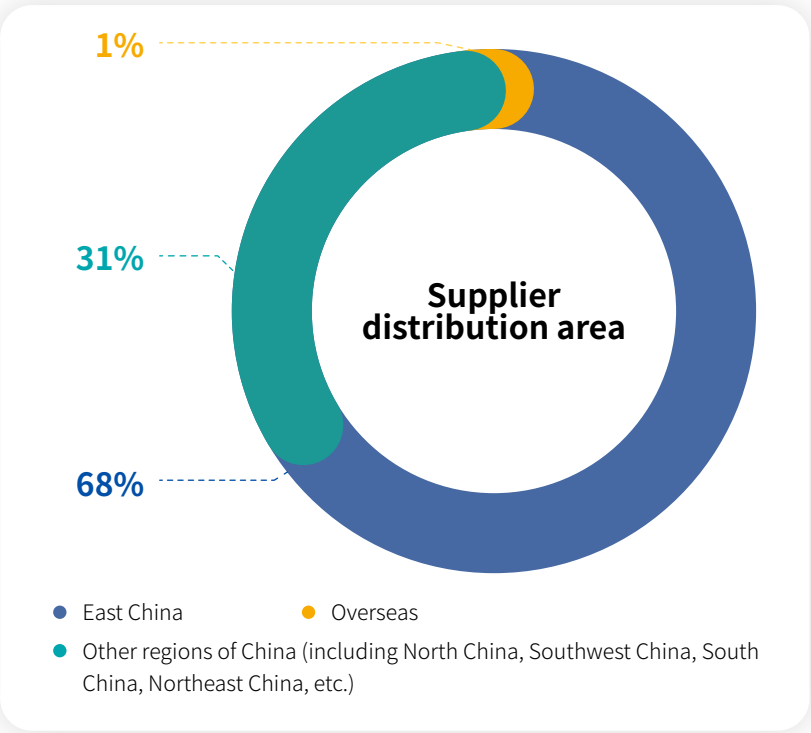 1%
31%
Supplier
distribution area
68%
East China
Overseas
Other regions of China (including North China, Southwest China, South
China, Northeast China, etc.)